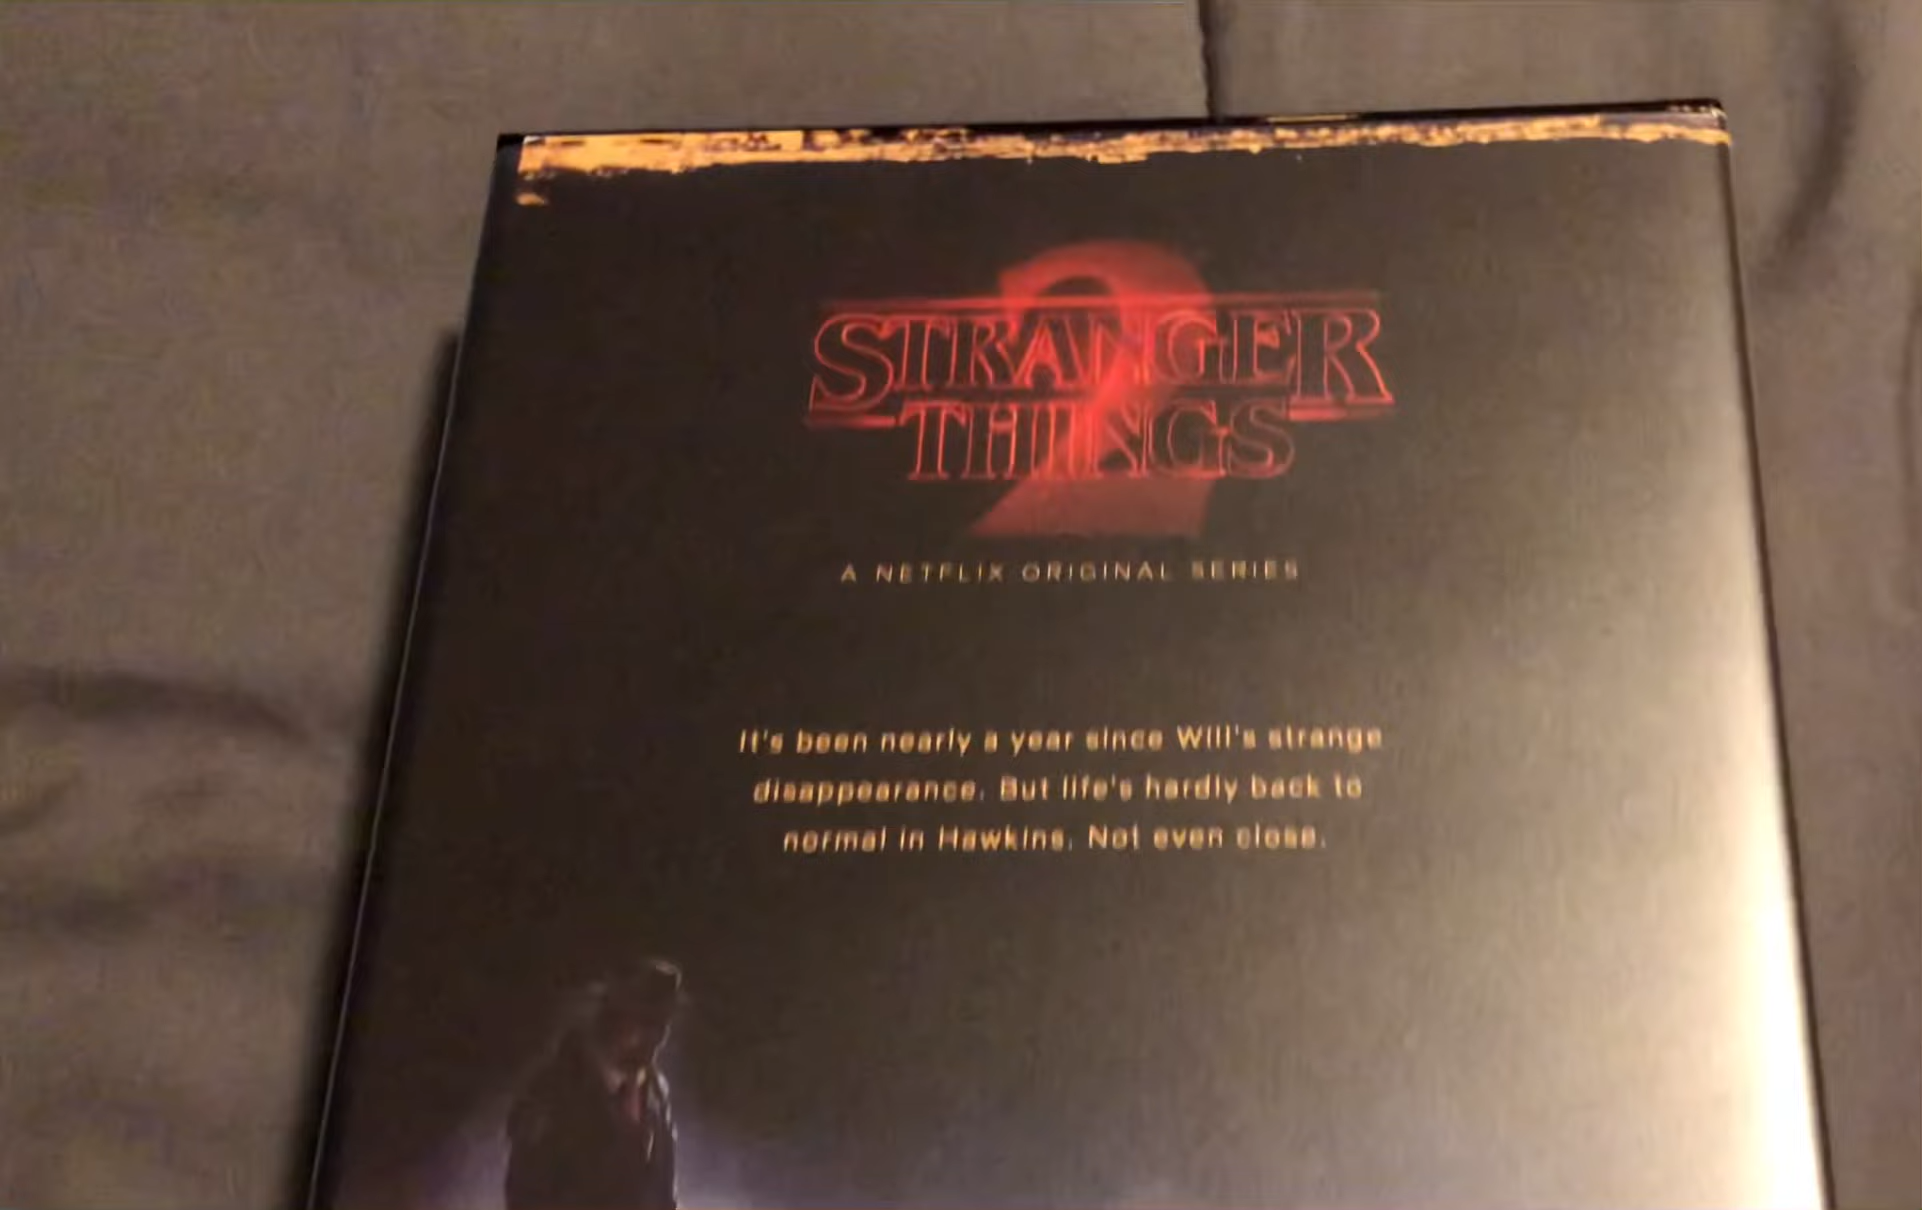 STRANGER
THINGS
2
A NETFLIX ORIGINAL SERIES
It's been nearly a year since Will's strange
disappearance. But life's hardly back to
normal in Hawkins. Not even close.